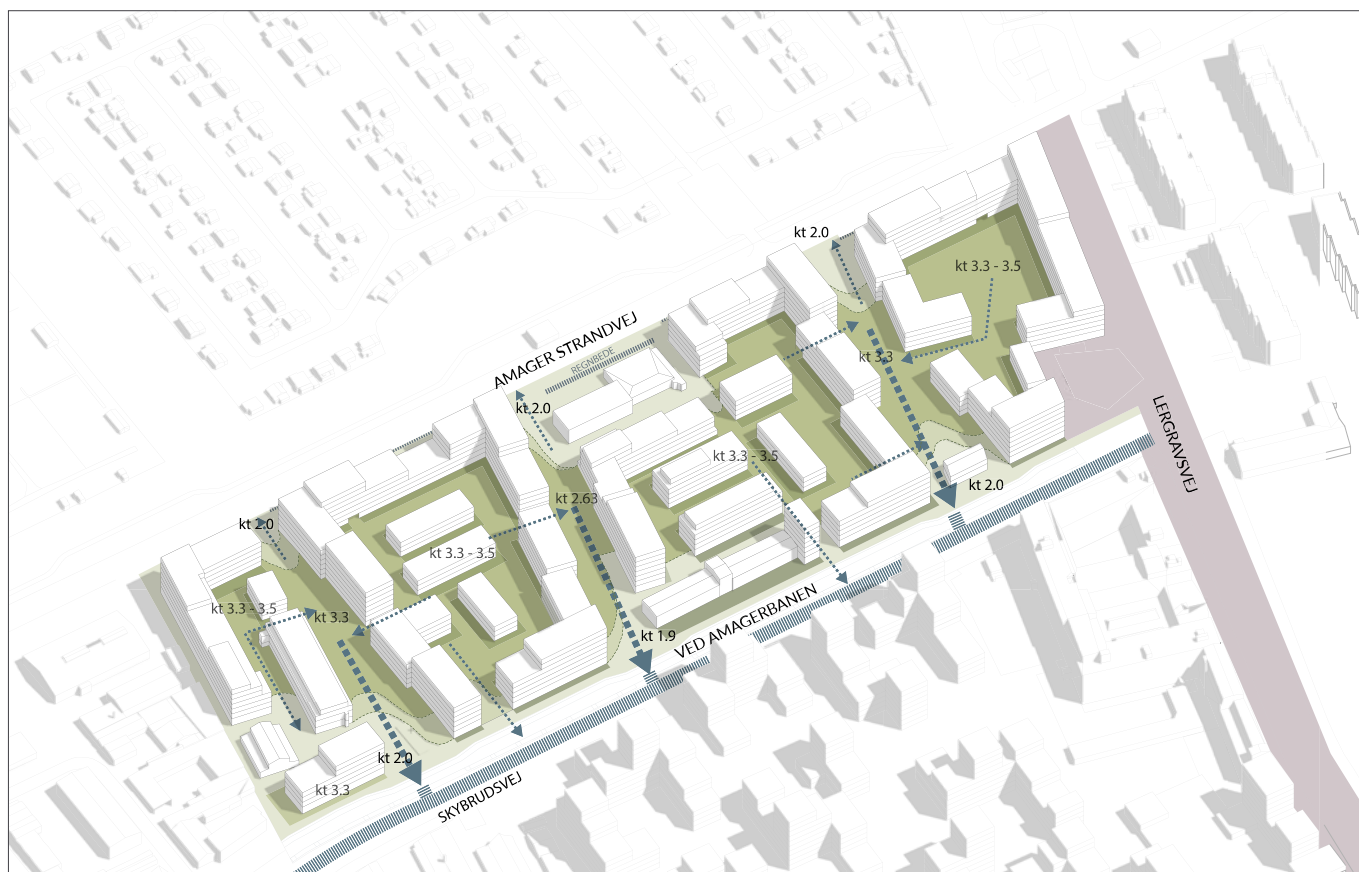 kt 2.0
kt 3.3 - 3.5
AMAGER STRANDVEJ
REGNBEDE
kt 3.3
kt 2.0
LERGRAVSVEJ
kt 3.3 - 3.5
kt 2.0
kt 2.63
kt 2.0
kt 3.3 - 3.5
kt 3.3 - 3.5
kt 3.3
VED AMAGERBANEN
kt 1.9
kt 2.0
kt 3.3
SKYBRUDSVEJ